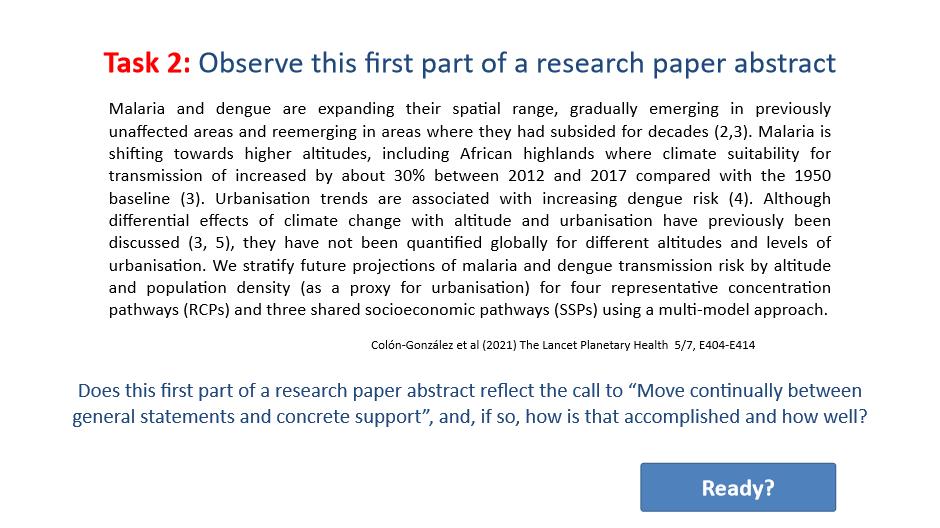 Task 2: Observe this first part of a research paper abstract
Malaria and dengue are expanding their spatial range, gradually emerging in previously
unaffected areas and reemerging in areas where they had subsided for decades (2,3). Malaria is
shifting towards higher altitudes, including African highlands where climate suitability for
transmission of increased by about 30% between 2012 and 2017 compared with the 1950
baseline (3). Urbanisation trends are associated with increasing dengue risk (4). Although
differential effects of climate change with altitude and urbanisation have previously been
discussed (3, 5), they have not been quantified globally for different altitudes and levels of
urbanisation. We stratify future projections of malaria and dengue transmission risk by altitude
and population density (as a proxy for urbanisation) for four representative concentration
pathways (RCPs) and three shared socioeconomic pathways (SSPs) using a multi-model approach.
Colón-González et al (2021) The Lancet Planetary Health 5/7, E404-E414
Does this first part of a research paper abstract reflect the call to “Move continually between
general statements and concrete support”, and, if so, how is that accomplished and how well?
Ready?